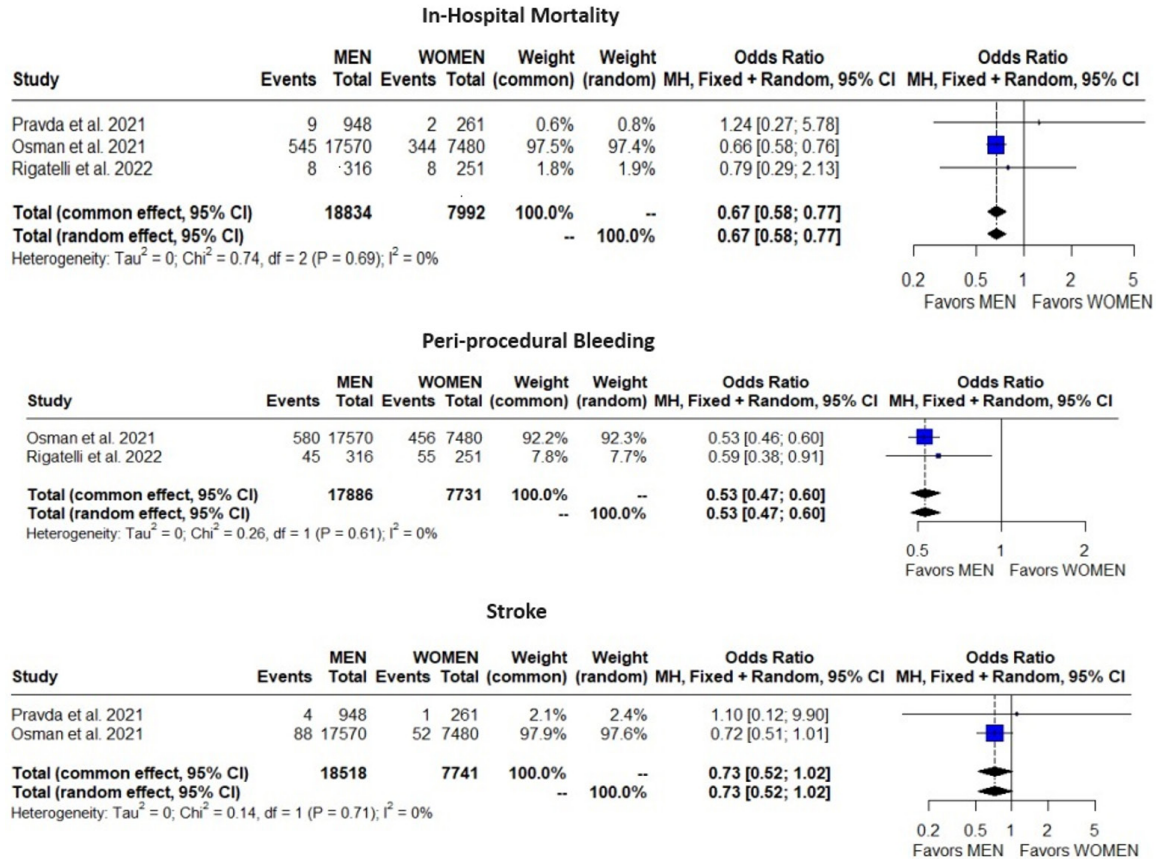 In-Hospital Mortality
MEN WOMEN Weight Weight Odds Ratio Odds Ratio
Study Events Total Events Total (common) (random) MH, Fixed + Random, 95% CI MH, Fixed + Random, 95% CI
Pravda et al. 2021 9 948 2 261 0.6% 0.8% 1.24 [0.27; 5.78]
Osman et al. 2021 545 17570 344 7480 97.5% 97.4% 0.66 [0.58; 0.76]
Rigatelli et al. 2022 8 316 8 251 1.8% 1.9% 0.79 [0.29; 2.13]
Total (common effect, 95% CI) 18834 7992 100.0% -- 0.67 [0.58; 0.77]
Total (random effect, 95% CI) -- 100.0% 0.67 [0.58; 0.77]
Heterogeneity: Tau² = 0; Chi² = 0.74, df = 2 (P = 0.69); I² = 0%
0.2 0.5 1 2 5
Favors MEN Favors WOMEN
Peri-procedural Bleeding
MEN WOMEN Weight Weight Odds Ratio Odds Ratio
Study Events Total Events Total (common) (random) MH, Fixed + Random, 95% CI MH, Fixed + Random, 95% CI
Osman et al. 2021 580 17570 456 7480 92.2% 92.3% 0.53 [0.46; 0.60]
Rigatelli et al. 2022 45 316 55 251 7.8% 7.7% 0.59 [0.38; 0.91]
Total (common effect, 95% CI) 17886 7731 100.0% -- 0.53 [0.47; 0.60]
Total (random effect, 95% CI) -- 100.0% 0.53 [0.47; 0.60]
Heterogeneity: Tau² = 0; Chi² = 0.26, df = 1 (P = 0.61); I² = 0%
0.5 1 2
Favors MEN Favors WOMEN
Stroke
MEN WOMEN Weight Weight Odds Ratio Odds Ratio
Study Events Total Events Total (common) (random) MH, Fixed + Random, 95% CI MH, Fixed + Random, 95% CI
Pravda et al. 2021 4 948 1 261 2.1% 2.4% 1.10 [0.12; 9.90]
Osman et al. 2021 88 17570 52 7480 97.9% 97.6% 0.72 [0.51; 1.01]
Total (common effect, 95% CI) 18518 7741 100.0% -- 0.73 [0.52; 1.02]
Total (random effect, 95% CI) -- 100.0% 0.73 [0.52; 1.02]
Heterogeneity: Tau² = 0; Chi² = 0.14, df = 1 (P = 0.71); I² = 0%
0.2 0.5 1 2 5
Favors MEN Favors WOMEN